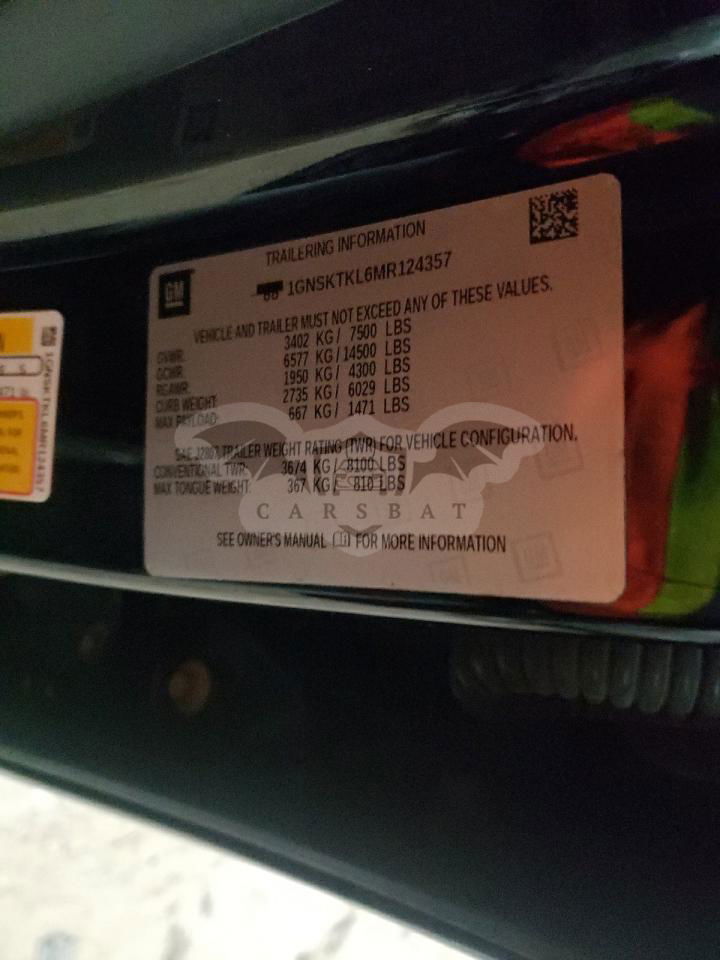 TRAILERING INFORMATION
GM
1GNSKTKL6MR124357
VEHICLE AND TRAILER MUST NOT EXCEED ANY OF THESE VALUES.
GVWR: 3402 KG/ 7500 LBS
GCWR: 6577 KG/ 14500 LBS
RGAWR: 1950 KG/ 4300 LBS
CURB WEIGHT: 2735 KG/ 6029 LBS
MAX PAYLOAD: 667 KG/ 1471 LBS
SAE J2807 TRAILER WEIGHT RATING (TWR) FOR VEHICLE CONFIGURATION.
CONVENTIONAL TWR: 3674 KG/ 8100 LBS
MAX TONGUE WEIGHT: 367 KG/ 810 LBS
CARSBAT
SEE OWNER'S MANUAL FOR MORE INFORMATION
1GNSKTKL6MR124357